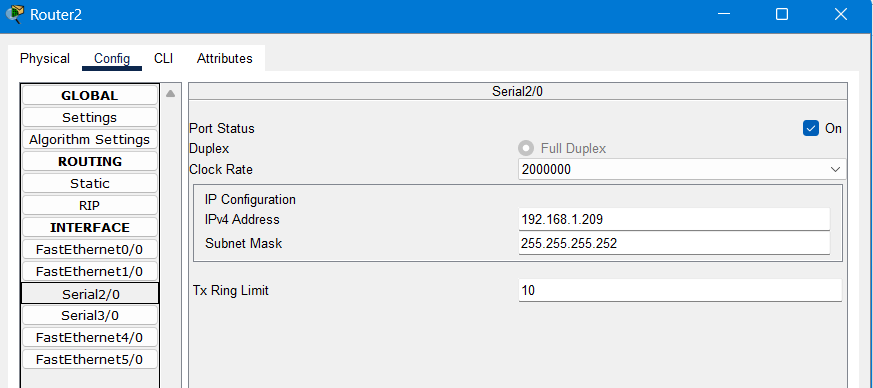 Router2
Physical Config CLI Attributes
GLOBAL
Settings
Algorithm Settings
ROUTING
Static
RIP
INTERFACE
FastEthernet0/0
FastEthernet1/0
Serial2/0
Serial3/0
FastEthernet4/0
FastEthernet5/0
Serial2/0
Port Status On
Duplex Full Duplex
Clock Rate 2000000
IP Configuration
IPv4 Address 192.168.1.209
Subnet Mask 255.255.255.252
Tx Ring Limit 10